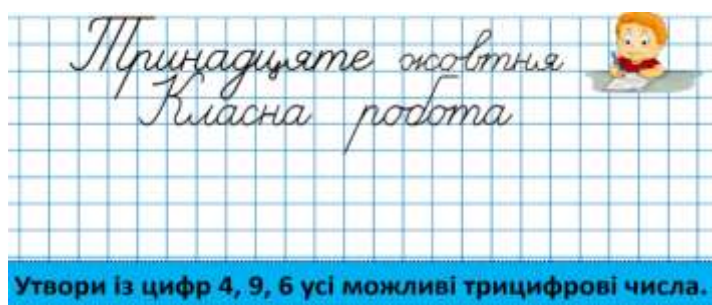 Тринадцяте жовтня
Класна робота
Утвори із цифр 4, 9, 6 усі можливі трицифрові числа.